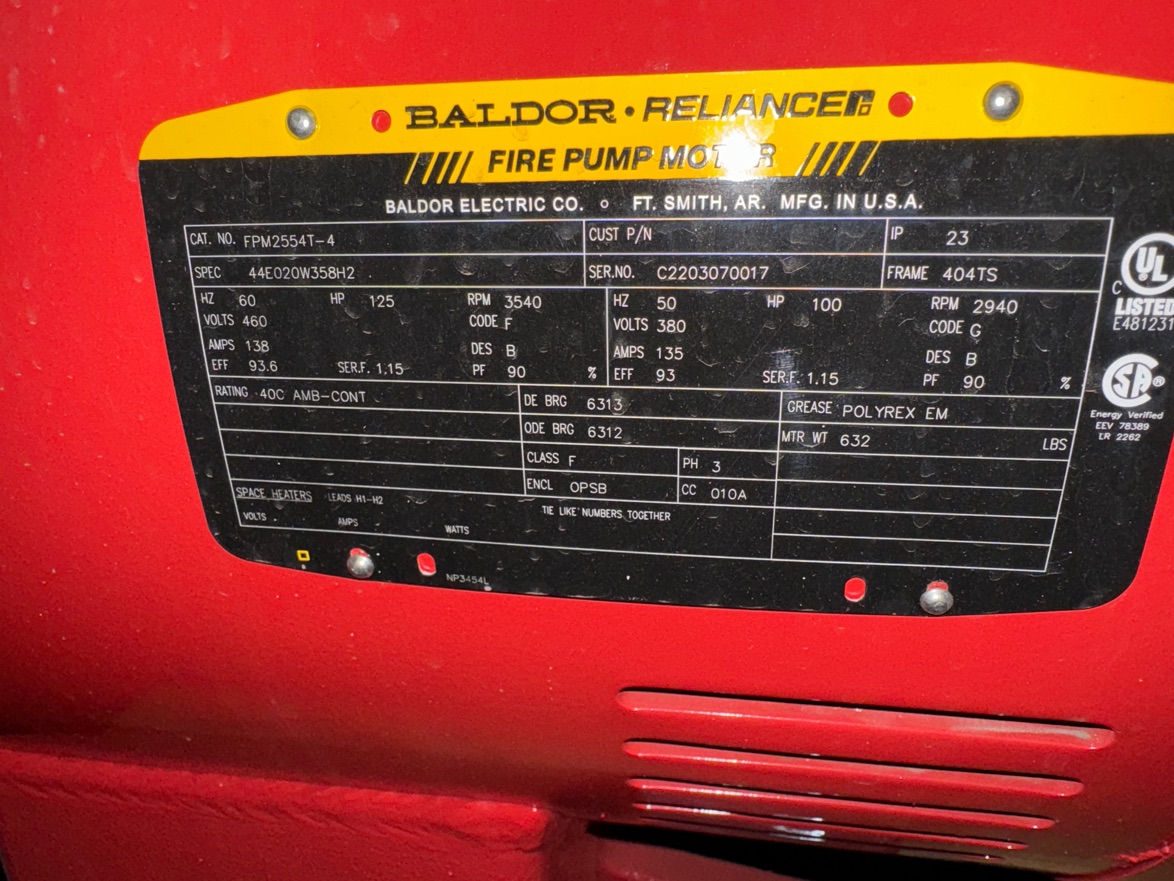 BALDOR • RELIANCER
FIRE PUMP MOTOR
BALDOR ELECTRIC CO. o FT. SMITH, AR. MFG. IN U.S.A.
CAT. NO. FPM2554T-4 CUST P/N IP 23
SPEC 44E020W358H2 SER.NO. C2203070017 FRAME 404TS
HZ 60 HP 125 RPM 3540 HZ 50 HP 100 RPM 2940
VOLTS 460 CODE F VOLTS 380 CODE G
AMPS 138 DES B AMPS 135 DES B
EFF 93.6 SER.F. 1.15 PF 90 % EFF 93 SER.F. 1.15 PF 90 %
RATING 40C AMB-CONT DE BRG 6313 GREASE POLYREX EM
ODE BRG 6312 MTR WT 632 LBS
CLASS F PH 3
ENCL OPSB CC 010A
SPACE HEATERS LEADS H1-H2 TIE LIKE NUMBERS TOGETHER
VOLTS AMPS WATTS
NP3454L
C UL
LISTED
E481231
SA ®
Energy Verified
EEV 78389
LR 2262